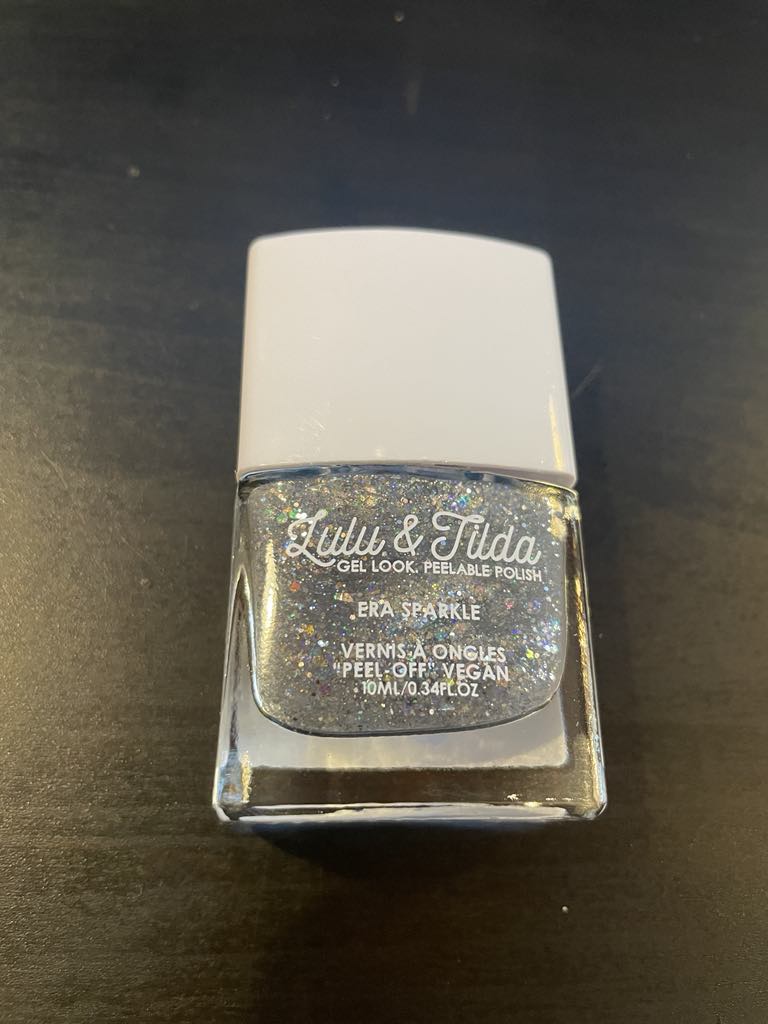 Lulu & Tilda
GEL LOOK. PEELABLE POLISH
ERA SPARKLE
VERNIS À ONGLES
"PEEL-OFF" VEGAN
10ML/0.34FL.OZ